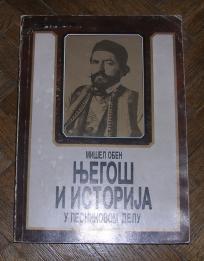 МИШЕЛ ОБЕН
ЊЕГОШ
И ИСТОРИЈА
У ПЕСНИКОВОМ ДЕЛУ